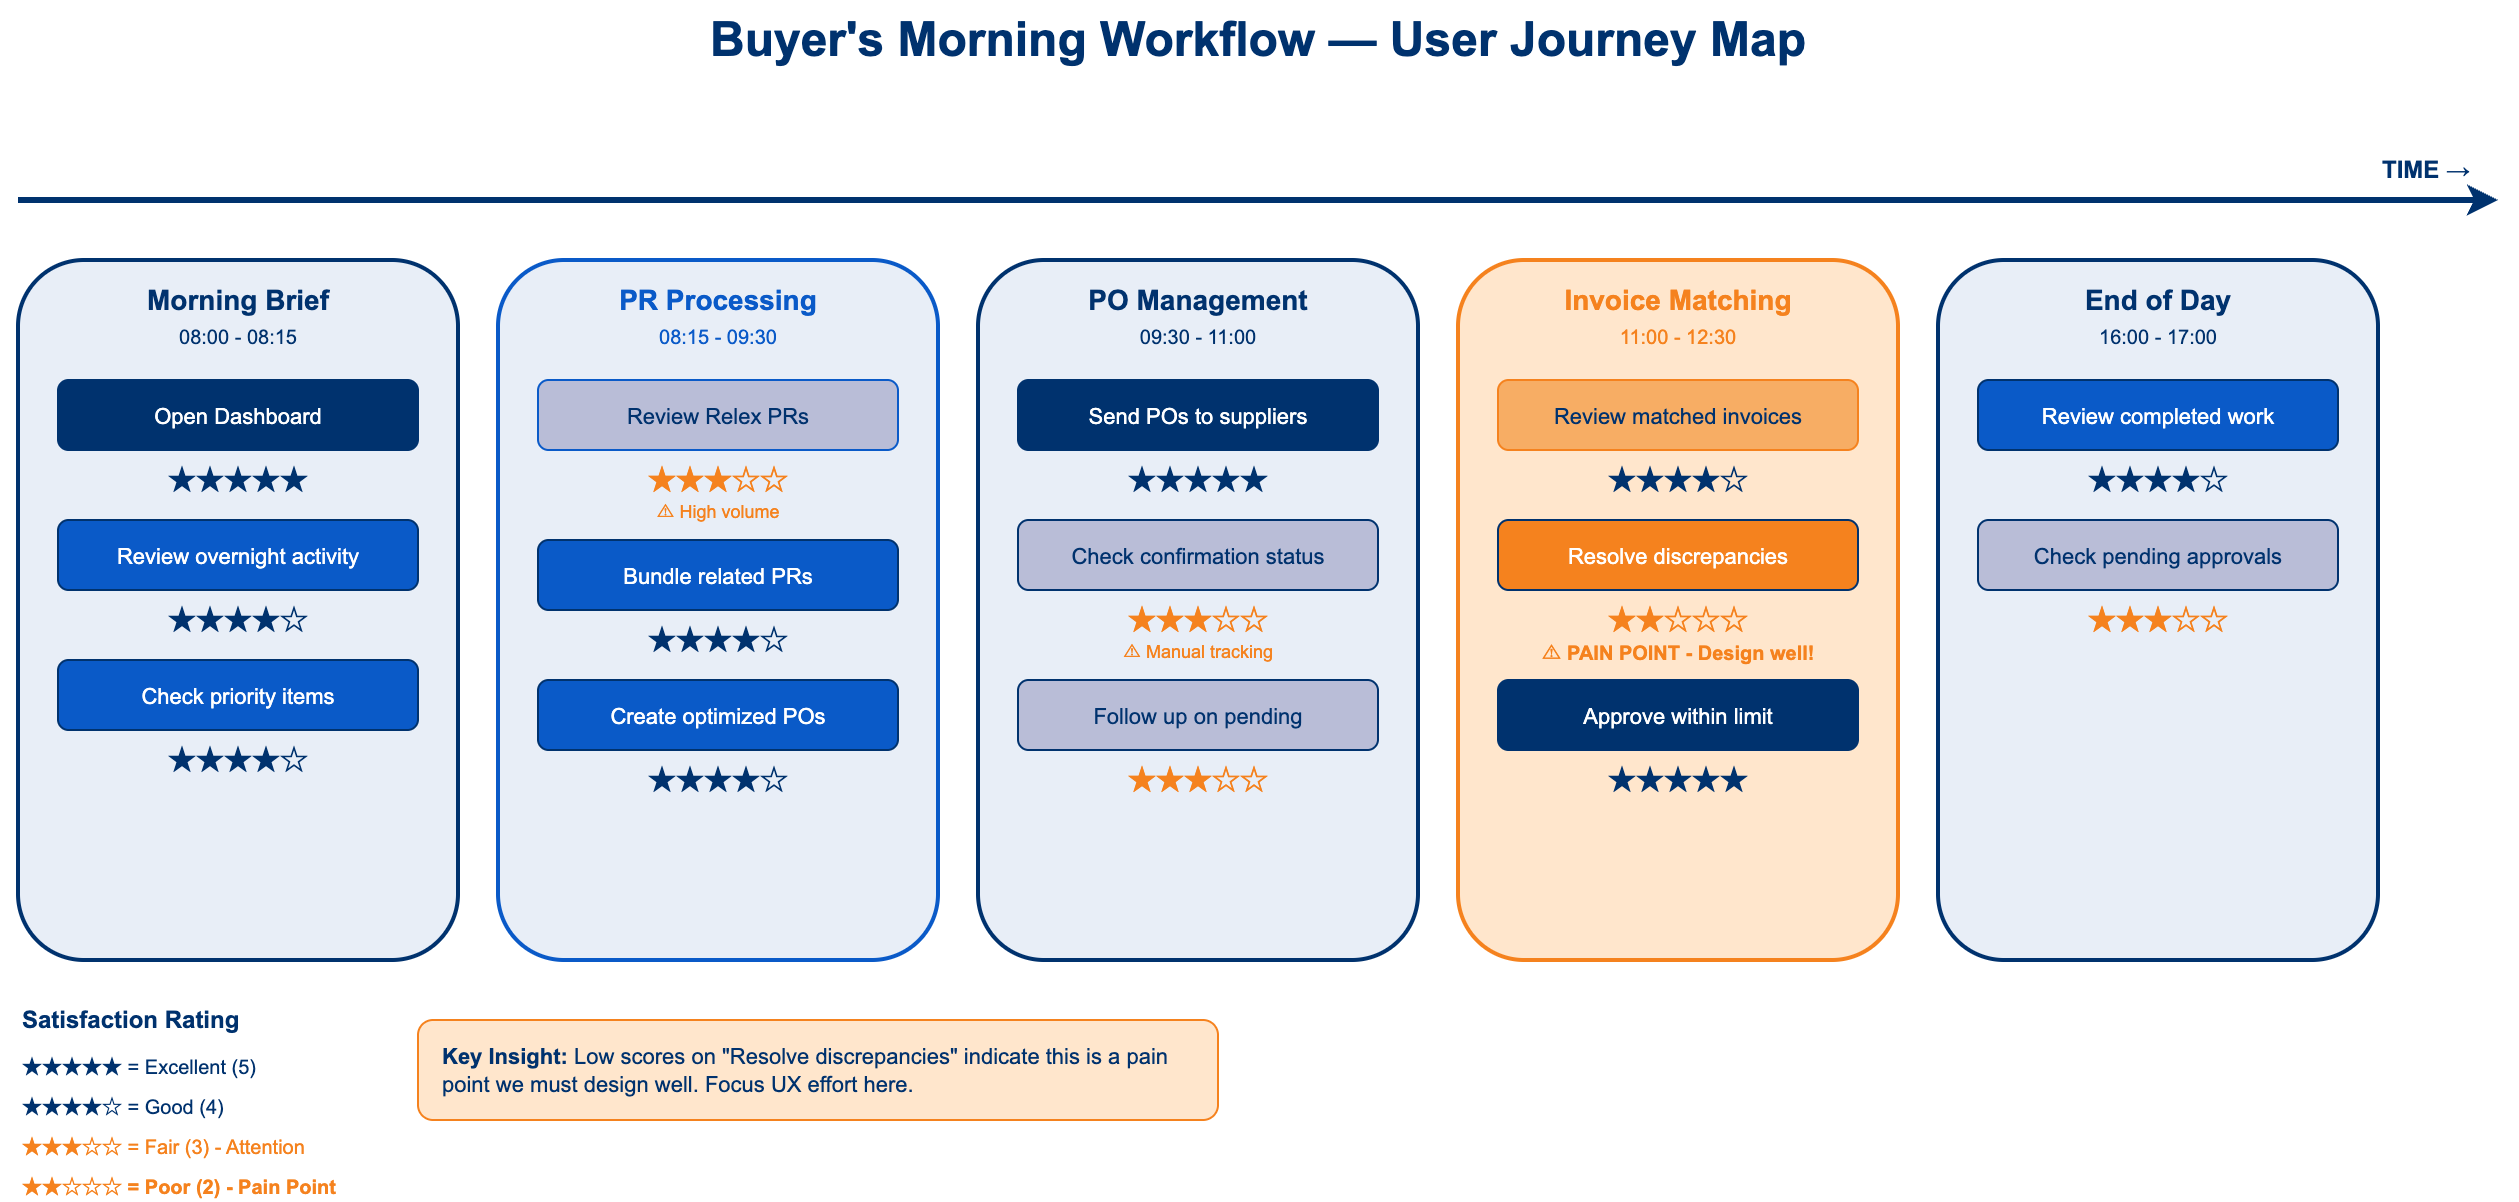 Buyer's Morning Workflow — User Journey Map
TIME →
Morning Brief
08:00 - 08:15
Open Dashboard
★★★★★
Review overnight activity
★★★★☆
Check priority items
★★★★☆
PR Processing
08:15 - 09:30
Review Relex PRs
★★★☆☆
⚠ High volume
Bundle related PRs
★★★★☆
Create optimized POs
★★★★☆
PO Management
09:30 - 11:00
Send POs to suppliers
★★★★★
Check confirmation status
★★★☆☆
⚠ Manual tracking
Follow up on pending
★★★☆☆
Invoice Matching
11:00 - 12:30
Review matched invoices
★★★★☆
Resolve discrepancies
★★☆☆☆
⚠ PAIN POINT - Design well!
Approve within limit
★★★★★
End of Day
16:00 - 17:00
Review completed work
★★★★☆
Check pending approvals
★★★☆☆
Satisfaction Rating
★★★★★ = Excellent (5)
★★★★☆ = Good (4)
★★★☆☆ = Fair (3) - Attention
★★☆☆☆ = Poor (2) - Pain Point
Key Insight: Low scores on "Resolve discrepancies" indicate this is a pain
point we must design well. Focus UX effort here.